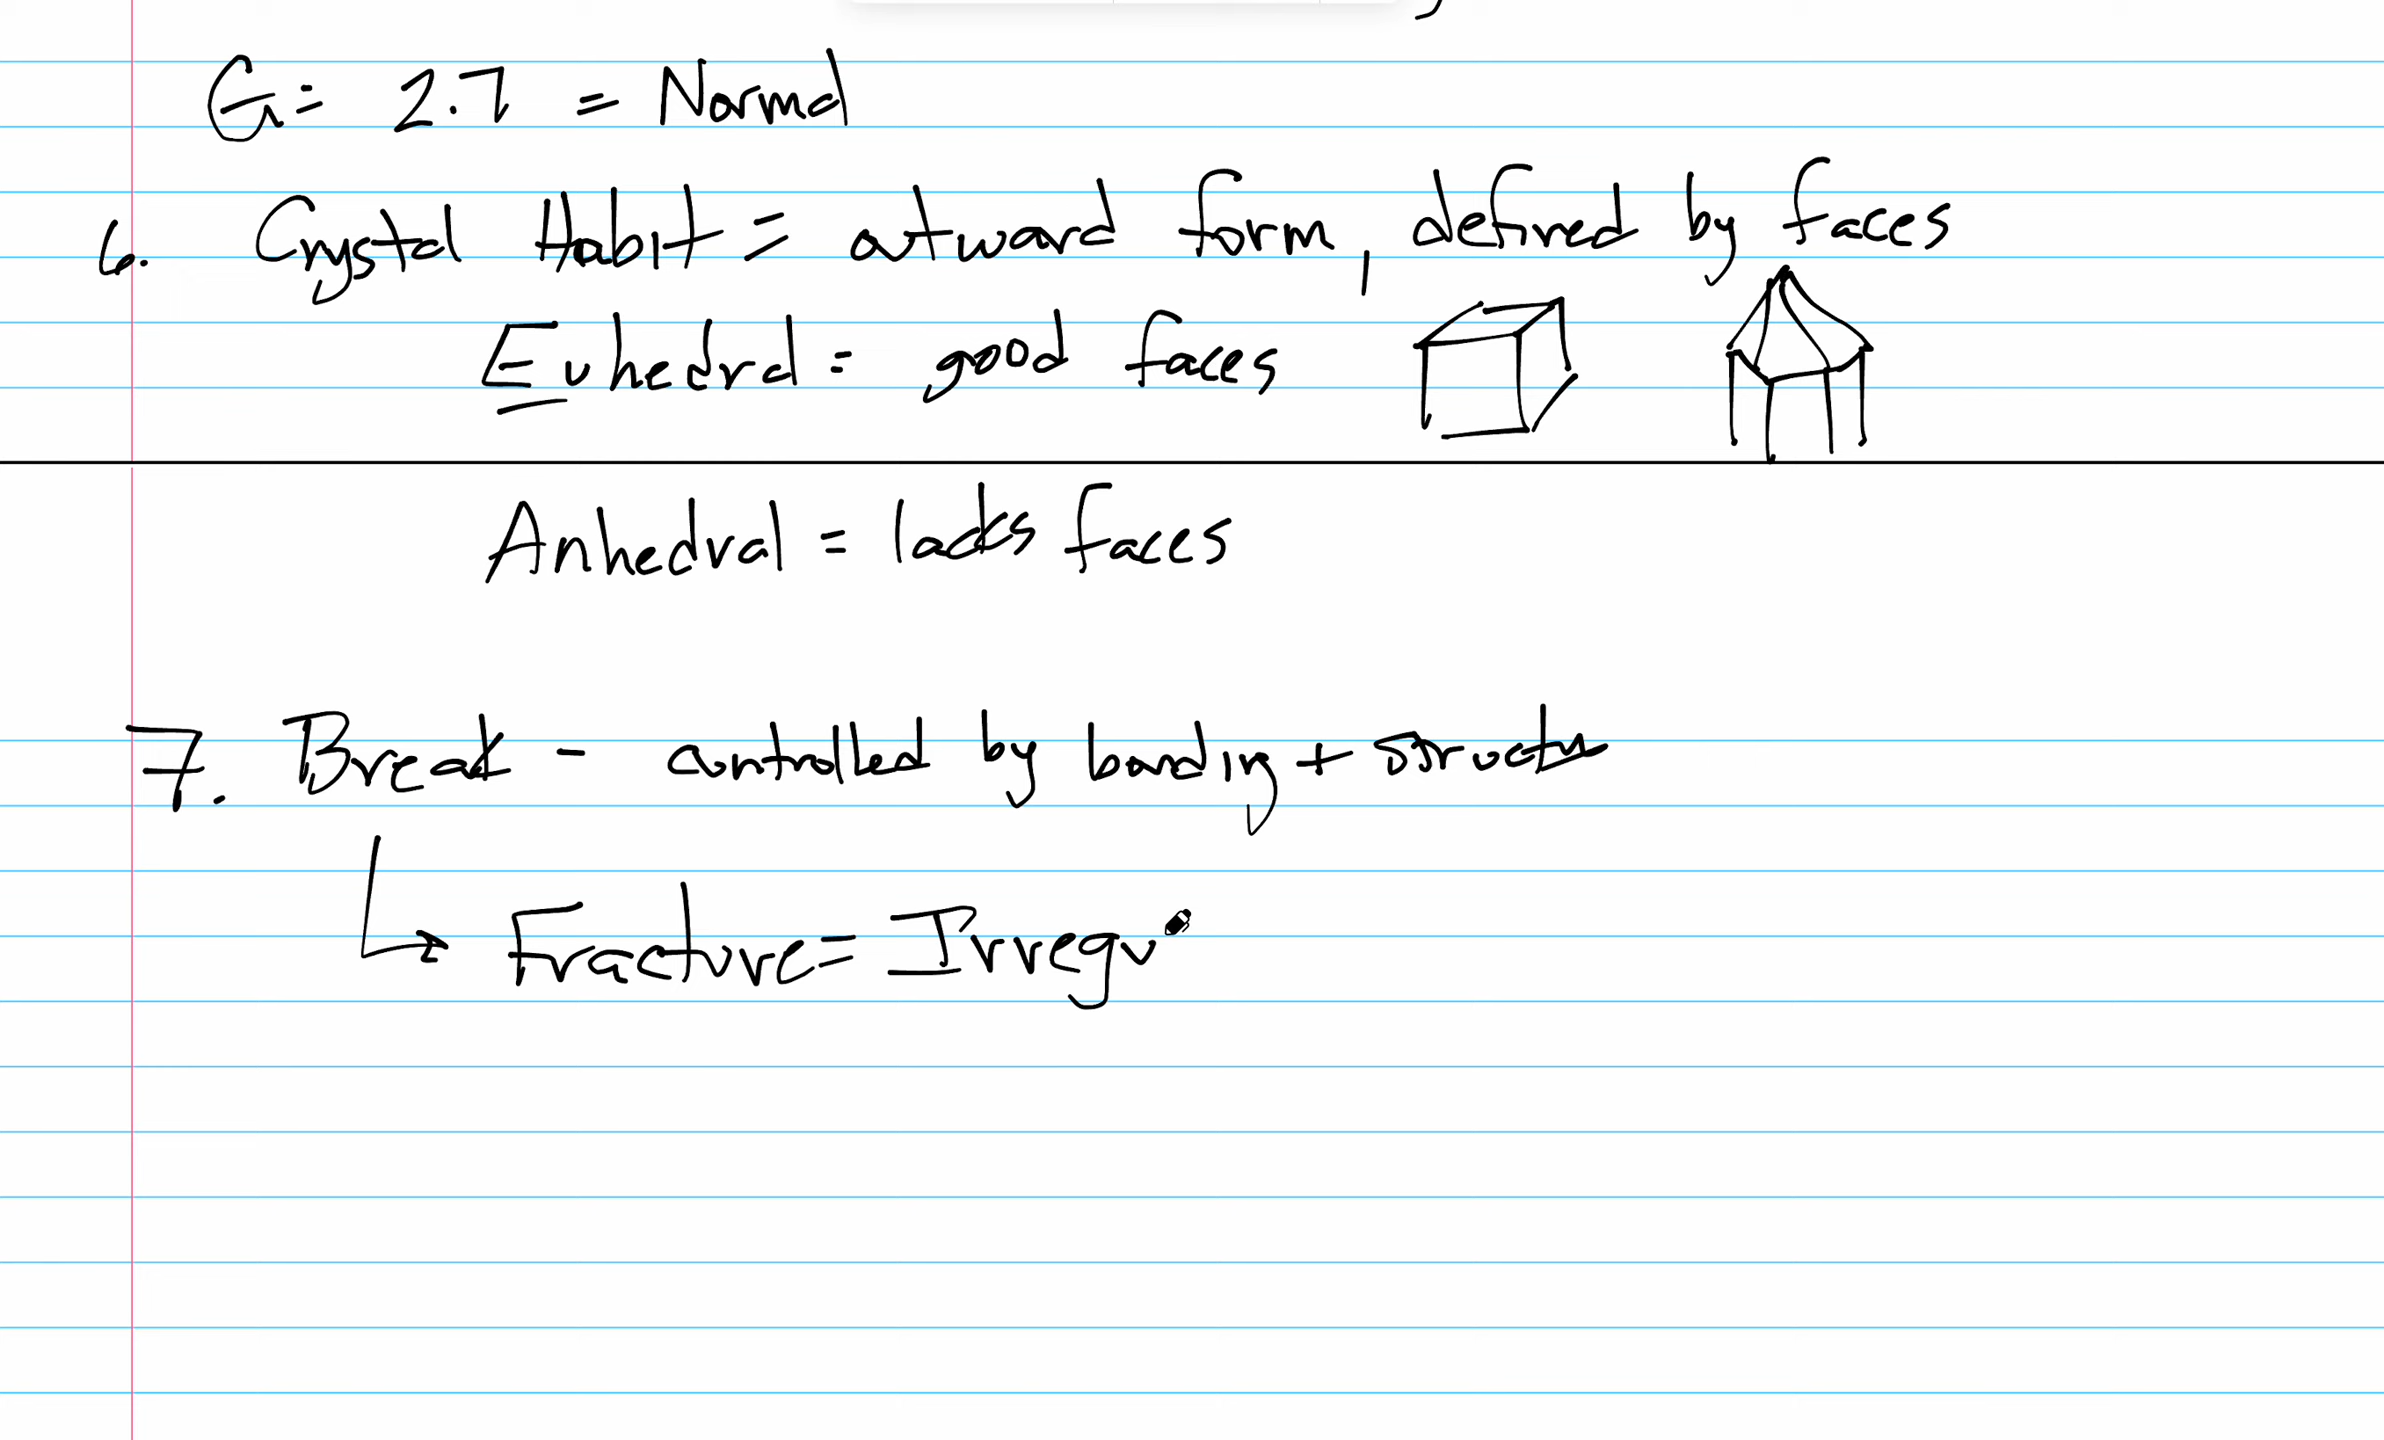 G = 2.7 = Normal
6. Crystal Habit = outward form, defined by faces
Euhedral = good faces
Anhedral = lacks faces
7. Break - controlled by bonding + structu
Fracture = Irregu